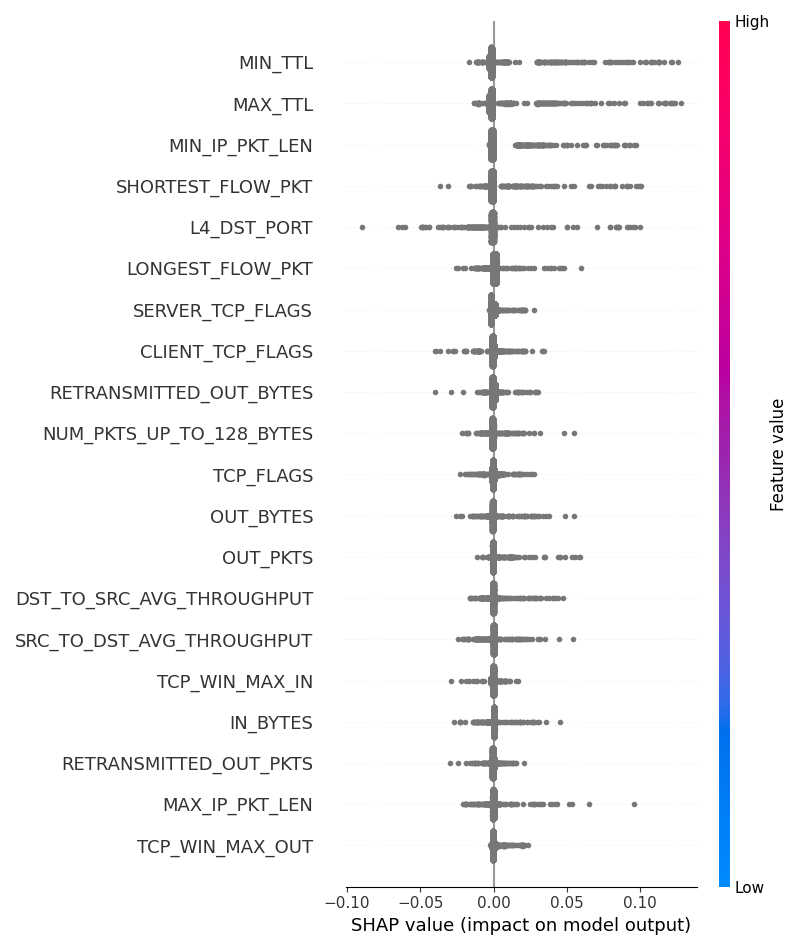 High
MIN_TTL
MAX_TTL
MIN_IP_PKT_LEN
SHORTEST_FLOW_PKT
L4_DST_PORT
LONGEST_FLOW_PKT
SERVER_TCP_FLAGS
CLIENT_TCP_FLAGS
RETRANSMITTED_OUT_BYTES
NUM_PKTS_UP_TO_128_BYTES
TCP_FLAGS
OUT_BYTES
OUT_PKTS
DST_TO_SRC_AVG_THROUGHPUT
SRC_TO_DST_AVG_THROUGHPUT
TCP_WIN_MAX_IN
IN_BYTES
RETRANSMITTED_OUT_PKTS
MAX_IP_PKT_LEN
TCP_WIN_MAX_OUT
Feature value
Low
−0.10 −0.05 0.00 0.05 0.10
SHAP value (impact on model output)